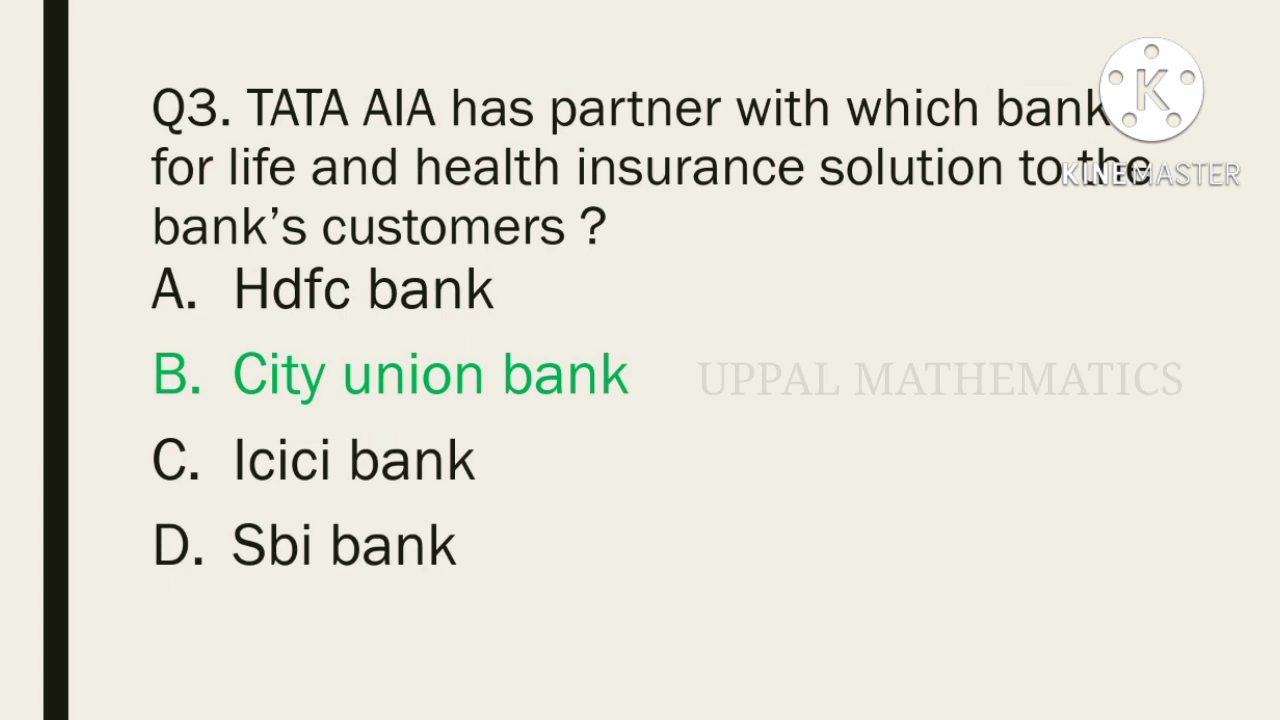 Q3. TATA AIA has partner with which bank
for life and health insurance solution to the
bank’s customers ?
A. Hdfc bank
B. City union bank
C. Icici bank
D. Sbi bank
K
KINEMASTER
UPPAL MATHEMATICS